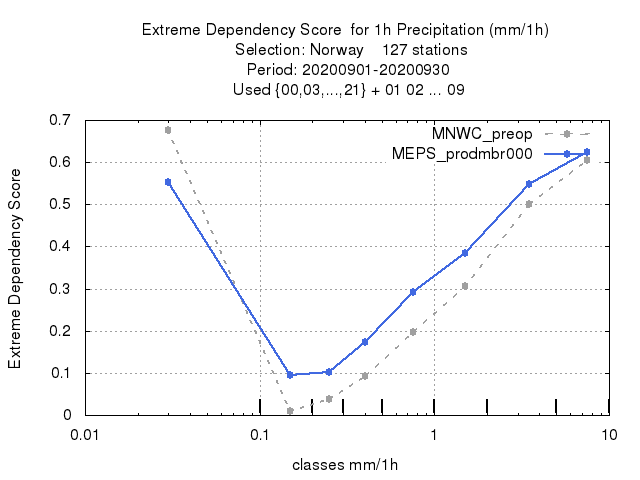 Extreme Dependency Score  for 1h Precipitation (mm/1h)
Selection: Norway    127 stations
Period: 20200901-20200930
Used {00,03,...,21} + 01 02 ... 09
MNWC_preop
MEPS_prodmbr000
Extreme Dependency Score
0.7
0.6
0.5
0.4
0.3
0.2
0.1
0
0.01
0.1
1
10
classes mm/1h